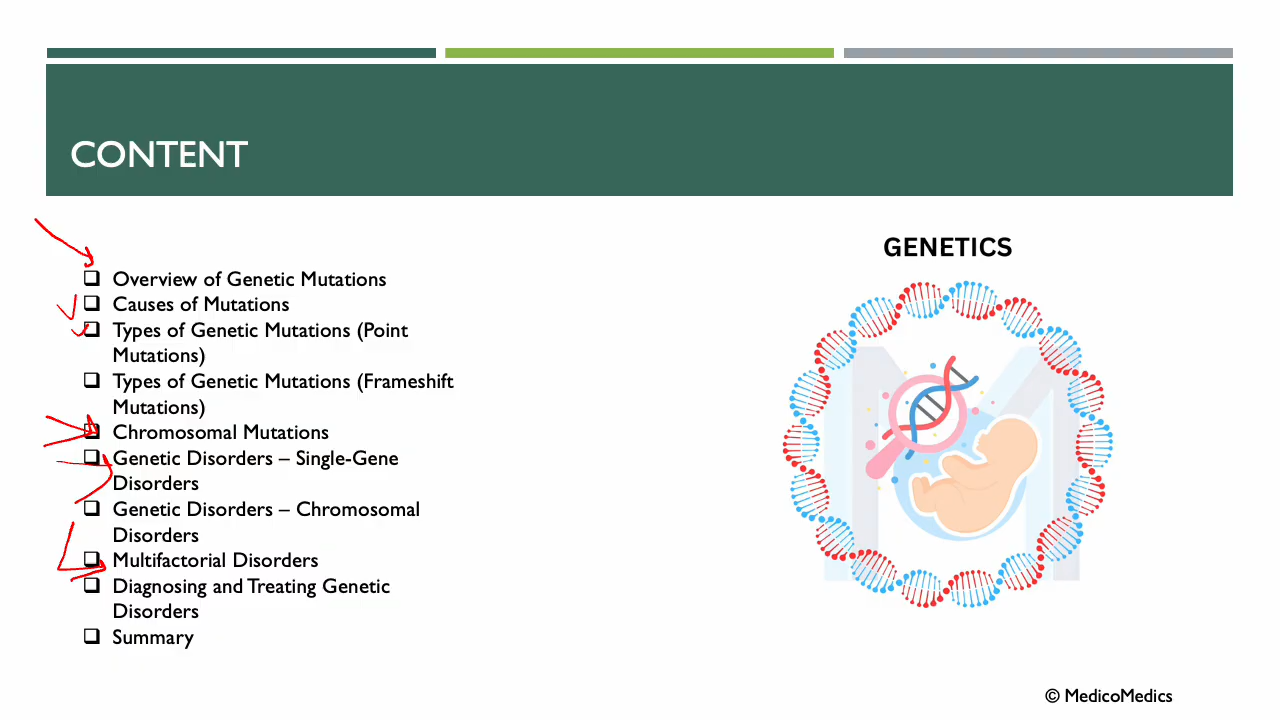 CONTENT
GENETICS
Overview of Genetic Mutations
Causes of Mutations
Types of Genetic Mutations (Point
Mutations)
Types of Genetic Mutations (Frameshift
Mutations)
Chromosomal Mutations
Genetic Disorders – Single-Gene
Disorders
Genetic Disorders – Chromosomal
Disorders
Multifactorial Disorders
Diagnosing and Treating Genetic
Disorders
Summary
© MedicoMedics